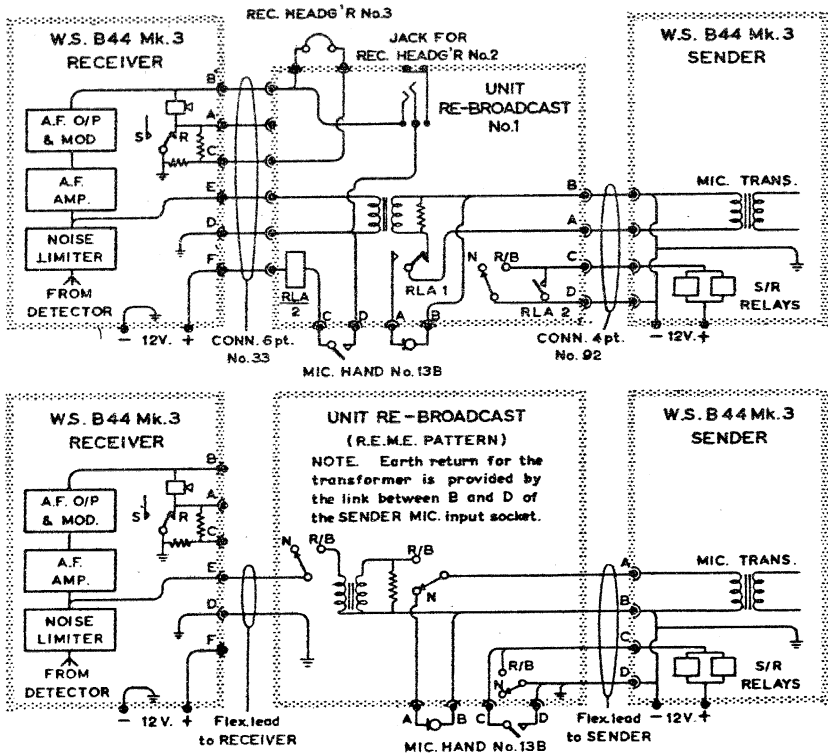 REC. HEADG'R No.3
W.S. B44 Mk.3
RECEIVER
JACK FOR
REC. HEADG'R No.2
W.S. B44 Mk.3
SENDER
UNIT
RE-BROADCAST
No.1
B
A
C
E
D
F
A.F. O/P
& MOD
S
R
A.F.
AMP.
NOISE
LIMITER
FROM
DETECTOR
- 12V. +
CONN. 6pt.
No.33
RLA
2
C
D
A
B
MIC. HAND No.13B
RLA 1
N
R/B
RLA 2
B
A
C
D
CONN. 4pt.
No.92
MIC. TRANS.
S/R
RELAYS
- 12V. +
W.S. B44 Mk.3
RECEIVER
UNIT RE-BROADCAST
(R.E.M.E. PATTERN)
NOTE. Earth return for the
transformer is provided by
the link between B and D of
the SENDER MIC. input socket.
W.S. B44 Mk.3
SENDER
B
A
C
E
D
F
A.F. O/P
& MOD.
S
R
A.F.
AMP.
NOISE
LIMITER
FROM
DETECTOR
- 12V. +
Flex. lead
to RECEIVER
N
R/B
R/B
N
R/B
N
A
B
C
D
MIC. HAND No.13B
A
B
C
D
Flex. lead
to SENDER
MIC. TRANS.
S/R
RELAYS
- 12V. +